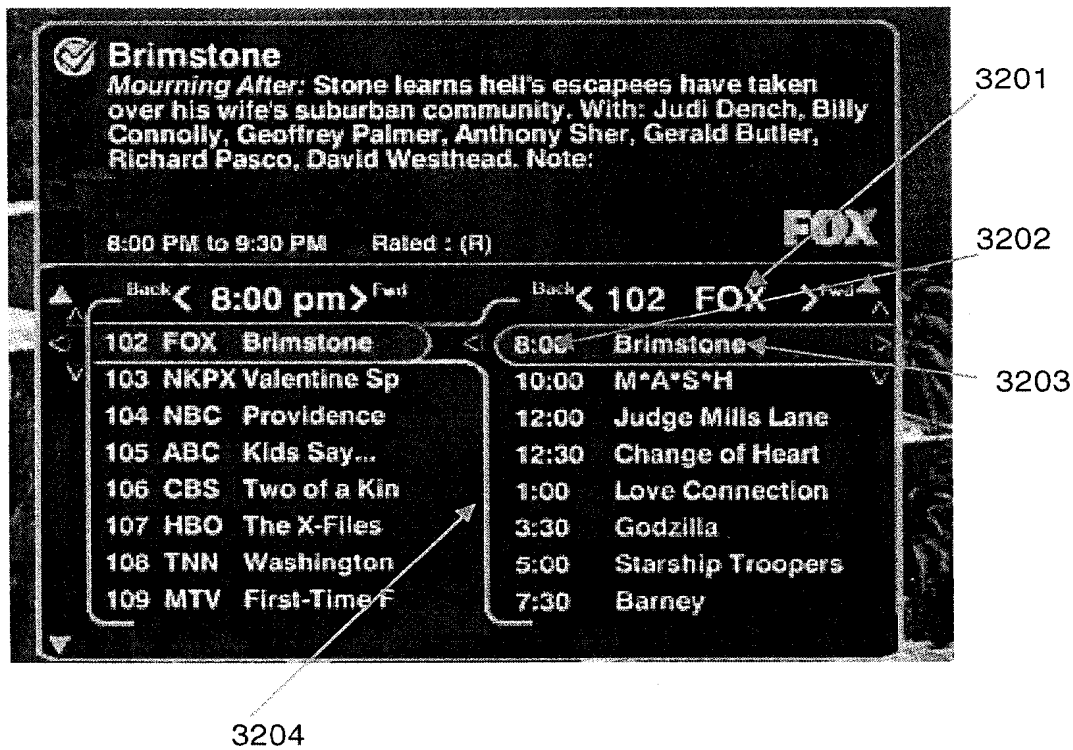 Brimstone
Mourning After: Stone learns hell's escapees have taken
over his wife's suburban community. With: Judi Dench, Billy
Connolly, Geoffrey Palmer, Anthony Sher, Gerald Butler,
Richard Pasco, David Westhead. Note:
8:00 PM to 9:30 PM Rated : (R)
FOX
Back < 8:00 pm > Fwd
102 FOX Brimstone
103 NKPX Valentine Sp
104 NBC Providence
105 ABC Kids Say...
106 CBS Two of a Kin
107 HBO The X-Files
108 TNN Washington
109 MTV First-Time F
Back < 102 FOX > Fwd
8:00 Brimstone
10:00 M*A*S*H
12:00 Judge Mills Lane
12:30 Change of Heart
1:00 Love Connection
3:30 Godzilla
5:00 Starship Troopers
7:30 Barney
3201
3202
3203
3204